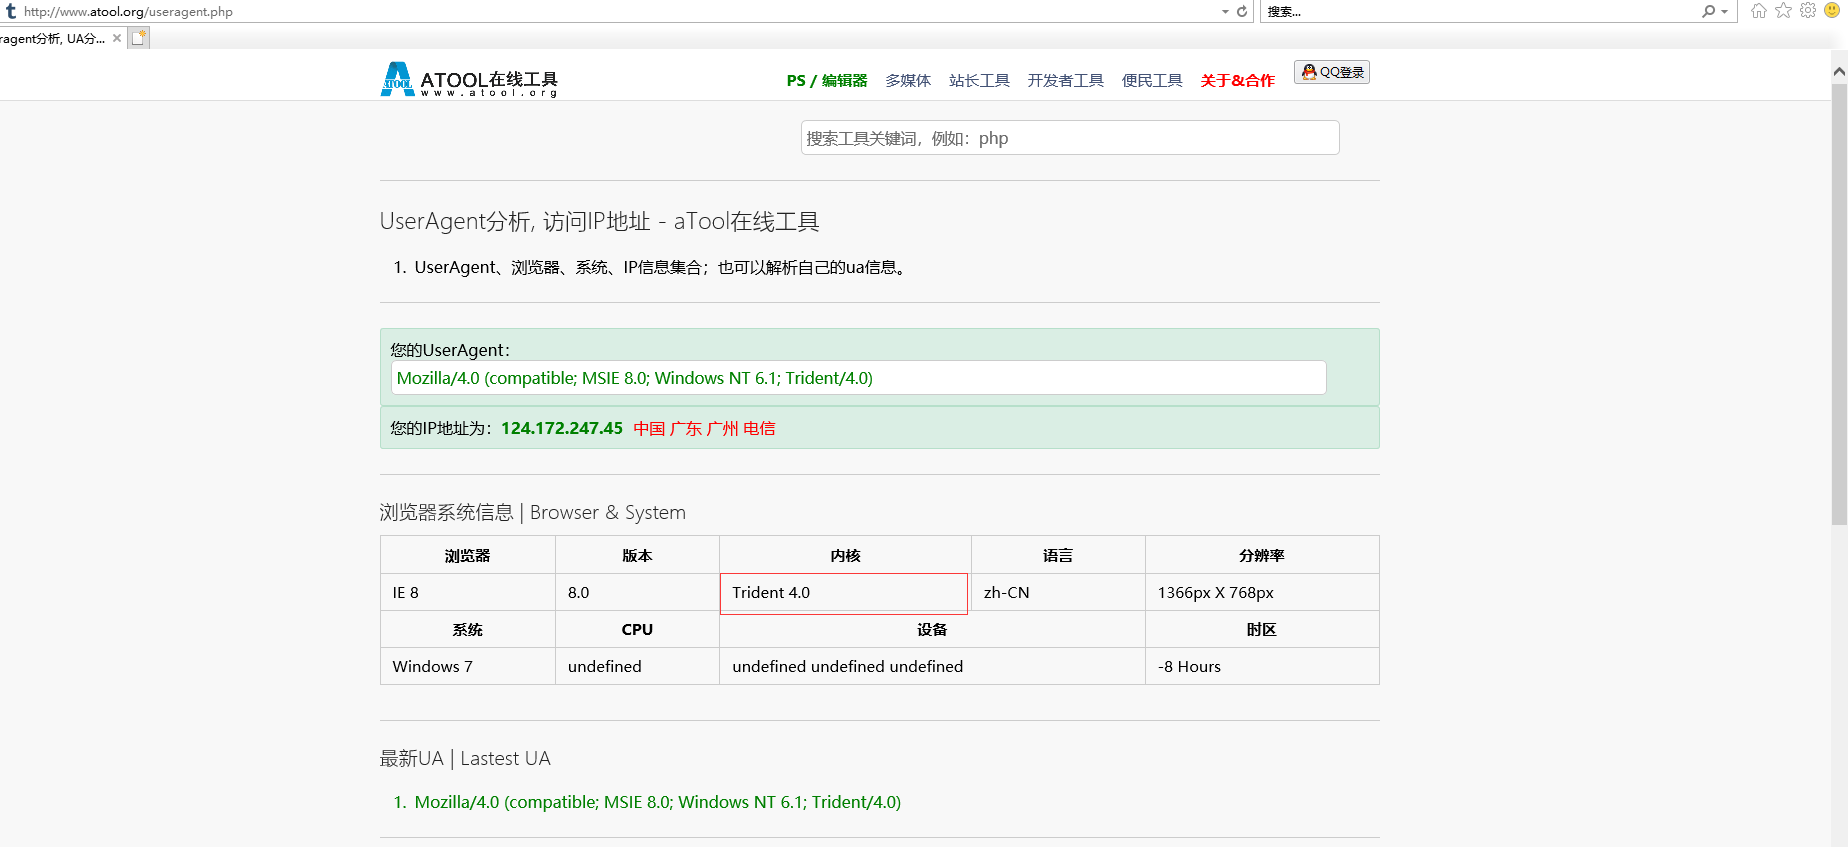 http://www.atool.org/useragent.php
搜索...
ragent分析, UA分...
ATOOL在线工具
www.atool.org
ATOOL
PS / 编辑器 多媒体 站长工具 开发者工具 便民工具 关于&合作 QQ登录
搜索工具关键词，例如：php
UserAgent分析, 访问IP地址 - aTool在线工具
1. UserAgent、浏览器、系统、IP信息集合；也可以解析自己的ua信息。
您的UserAgent：
Mozilla/4.0 (compatible; MSIE 8.0; Windows NT 6.1; Trident/4.0)
您的IP地址为：124.172.247.45 中国 广东 广州 电信
浏览器系统信息 | Browser & System
浏览器 版本 内核 语言 分辨率
IE 8 8.0 Trident 4.0 zh-CN 1366px X 768px
系统 CPU 设备 时区
Windows 7 undefined undefined undefined undefined -8 Hours
最新UA | Lastest UA
1. Mozilla/4.0 (compatible; MSIE 8.0; Windows NT 6.1; Trident/4.0)